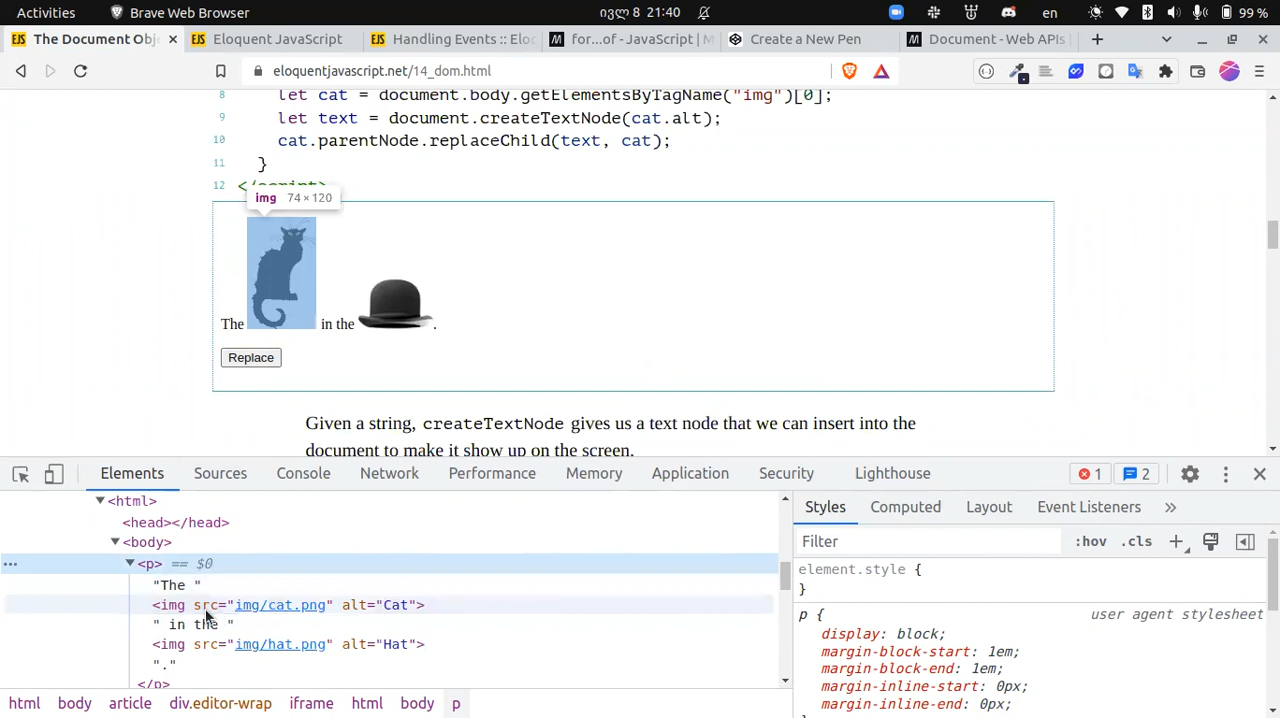 Activities Brave Web Browser ივლ 8 21:40 en 99 %
The Document Obj Eloquent JavaScript Handling Events :: Elo for...of - JavaScript | M Create a New Pen Document - Web APIs |
eloquentjavascript.net/14_dom.html
8 let cat = document.body.getElementsByTagName("img")[0];
9 let text = document.createTextNode(cat.alt);
10 cat.parentNode.replaceChild(text, cat);
11 }
12 </script>
img 74 × 120
The in the .
Replace
Given a string, createTextNode gives us a text node that we can insert into the
document to make it show up on the screen.
Elements Sources Console Network Performance Memory Application Security Lighthouse 1 2
<html>
<head></head>
<body>
<p> == $0
"The "
<img src="img/cat.png" alt="Cat">
" in the "
<img src="img/hat.png" alt="Hat">
"."
</p>
html body article div.editor-wrap iframe html body p
Styles Computed Layout Event Listeners
Filter :hov .cls
element.style {
}
p { user agent stylesheet
display: block;
margin-block-start: 1em;
margin-block-end: 1em;
margin-inline-start: 0px;
margin-inline-end: 0px;